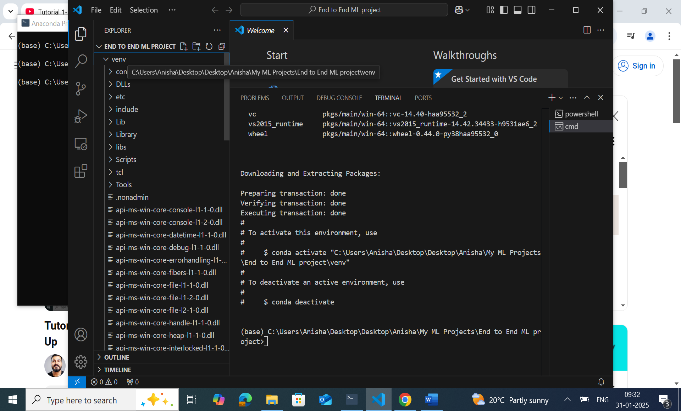 Tutorial 1-
File Edit Selection ...
End to End ML project
Anaconda P
(base) C:\Use
(base) C:\Use
(base) C:\Use
Sign in
EXPLORER
END TO END ML PROJECT
venv
C:\Users\Anisha\Desktop\Desktop\Anisha\My ML Projects\End to End ML project\venv
DLLs
etc
include
Lib
Library
libs
Scripts
tcl
Tools
.nonadmin
api-ms-win-core-console-l1-1-0.dll
api-ms-win-core-console-l1-2-0.dll
api-ms-win-core-datetime-l1-1-0.dll
api-ms-win-core-debug-l1-1-0.dll
api-ms-win-core-errorhandling-l1-...
api-ms-win-core-fibers-l1-1-0.dll
api-ms-win-core-file-l1-1-0.dll
api-ms-win-core-file-l1-2-0.dll
api-ms-win-core-file-l2-1-0.dll
api-ms-win-core-handle-l1-1-0.dll
api-ms-win-core-heap-l1-1-0.dll
api-ms-win-core-interlocked-l1-1-0...
OUTLINE
TIMELINE
Welcome
Start
Walkthroughs
Get Started with VS Code
PROBLEMS OUTPUT DEBUG CONSOLE TERMINAL PORTS
powershell
cmd
vc pkgs/main/win-64::vc-14.40-haa95532_2
vs2015_runtime pkgs/main/win-64::vs2015_runtime-14.42.34433-h9531ae6_2
wheel pkgs/main/win-64::wheel-0.44.0-py38haa95532_0
Downloading and Extracting Packages:
Preparing transaction: done
Verifying transaction: done
Executing transaction: done
#
# To activate this environment, use
#
# $ conda activate "C:\Users\Anisha\Desktop\Desktop\Anisha\My ML Projects
\End to End ML project\venv"
#
# To deactivate an active environment, use
#
# $ conda deactivate
(base) C:\Users\Anisha\Desktop\Desktop\Anisha\My ML Projects\End to End ML pr
oject>
Tutor
Up
0 0 0
Type here to search
20°C Partly sunny
ENG
09:32
31-01-2025